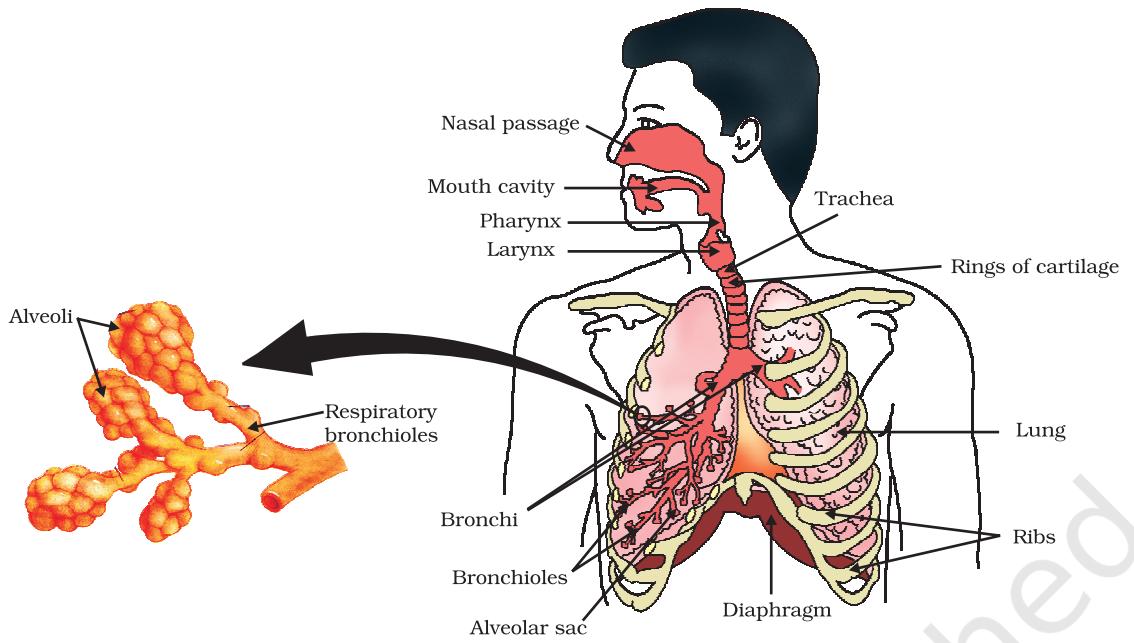 Nasal passage
Mouth cavity
Pharynx
Larynx
Trachea
Rings of cartilage
Alveoli
Respiratory
bronchioles
Lung
Bronchi
Ribs
Bronchioles
Diaphragm
Alveolar sac
hed